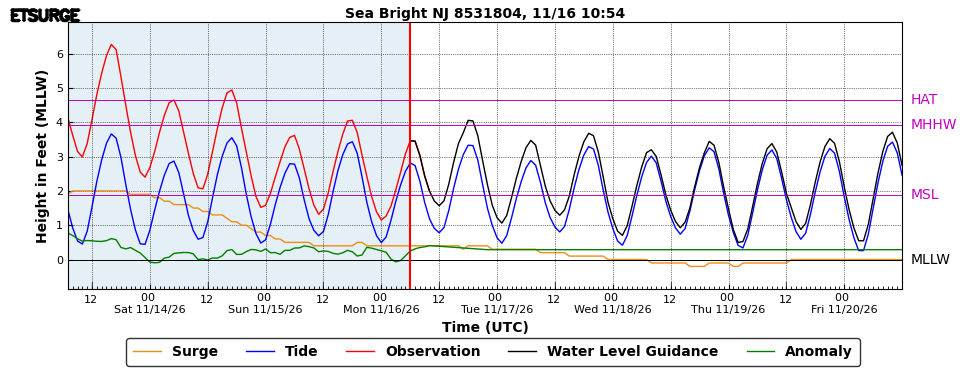 ETSURGE
Sea Bright NJ 8531804, 11/16 10:54
Height in Feet (MLLW)
6
5
4
3
2
1
0
HAT
MHHW
MSL
MLLW
12 00 12 00 12 00 12 00 12 00 12 00 12 00
Sat 11/14/26 Sun 11/15/26 Mon 11/16/26 Tue 11/17/26 Wed 11/18/26 Thu 11/19/26 Fri 11/20/26
Time (UTC)
Surge Tide Observation Water Level Guidance Anomaly